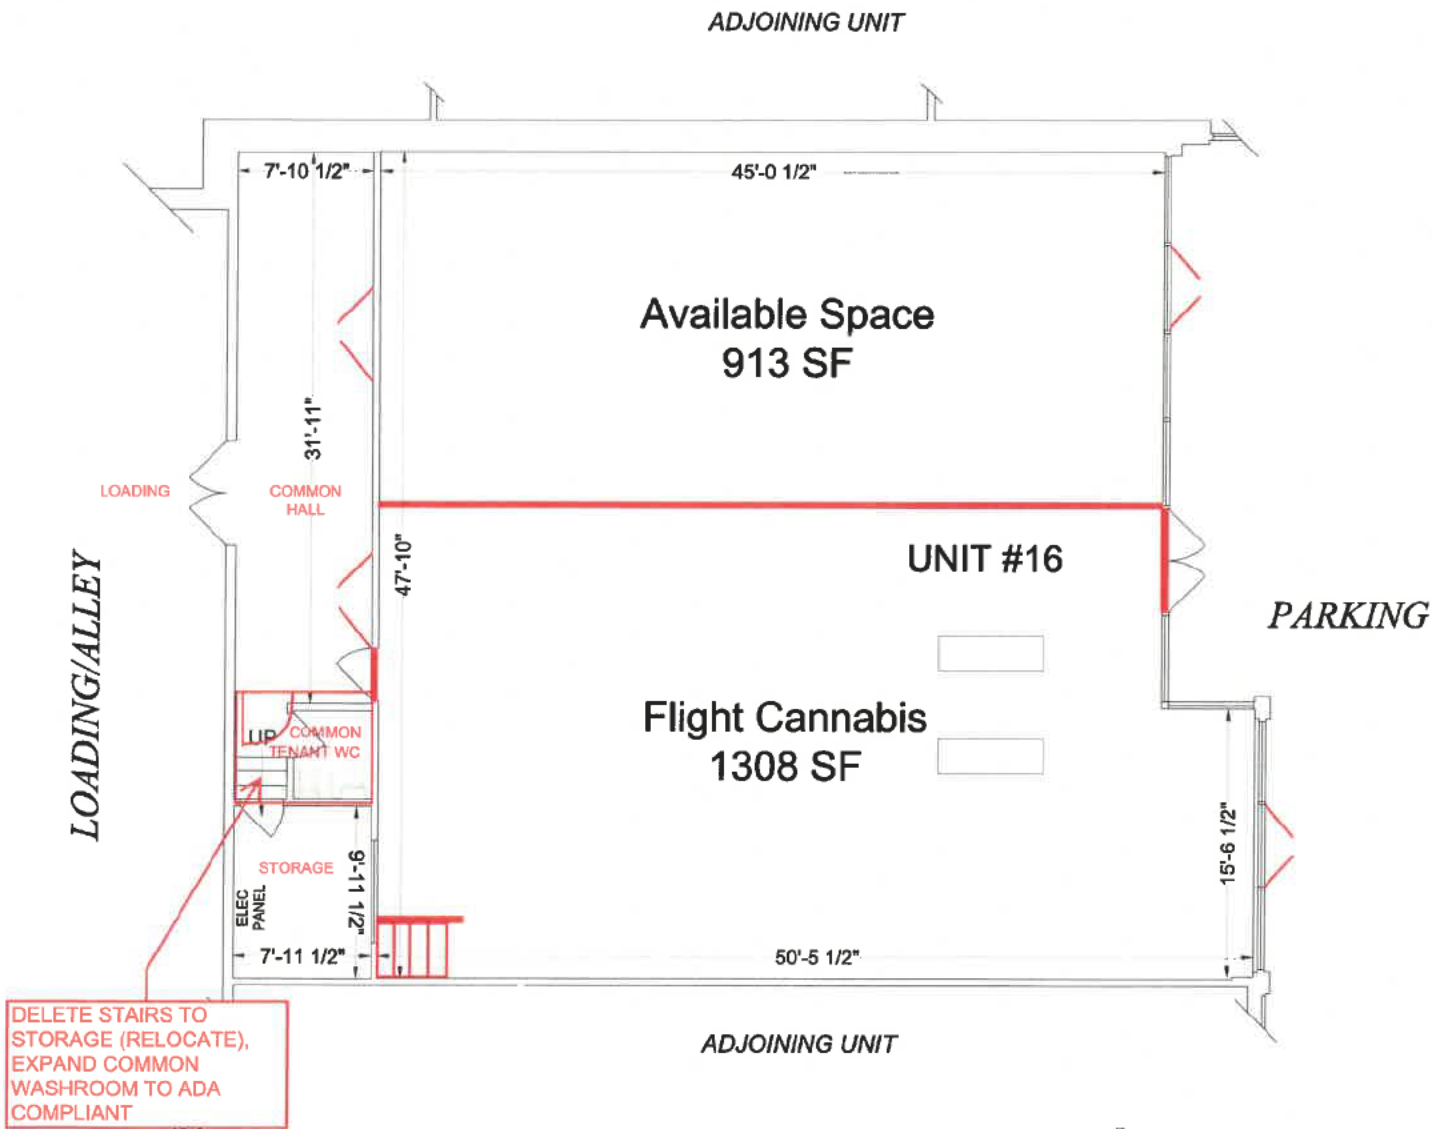 ADJOINING UNIT
7'-10 1/2"
45'-0 1/2"
Available Space
913 SF
31'-11"
LOADING
COMMON
HALL
47'-10"
UNIT #16
LOADING/ALLEY
PARKING
UP
COMMON
TENANT WC
Flight Cannabis
1308 SF
STORAGE
9'-11 1/2"
15'-6 1/2"
ELEC
PANEL
7'-11 1/2"
50'-5 1/2"
DELETE STAIRS TO
STORAGE (RELOCATE),
EXPAND COMMON
WASHROOM TO ADA
COMPLIANT
ADJOINING UNIT